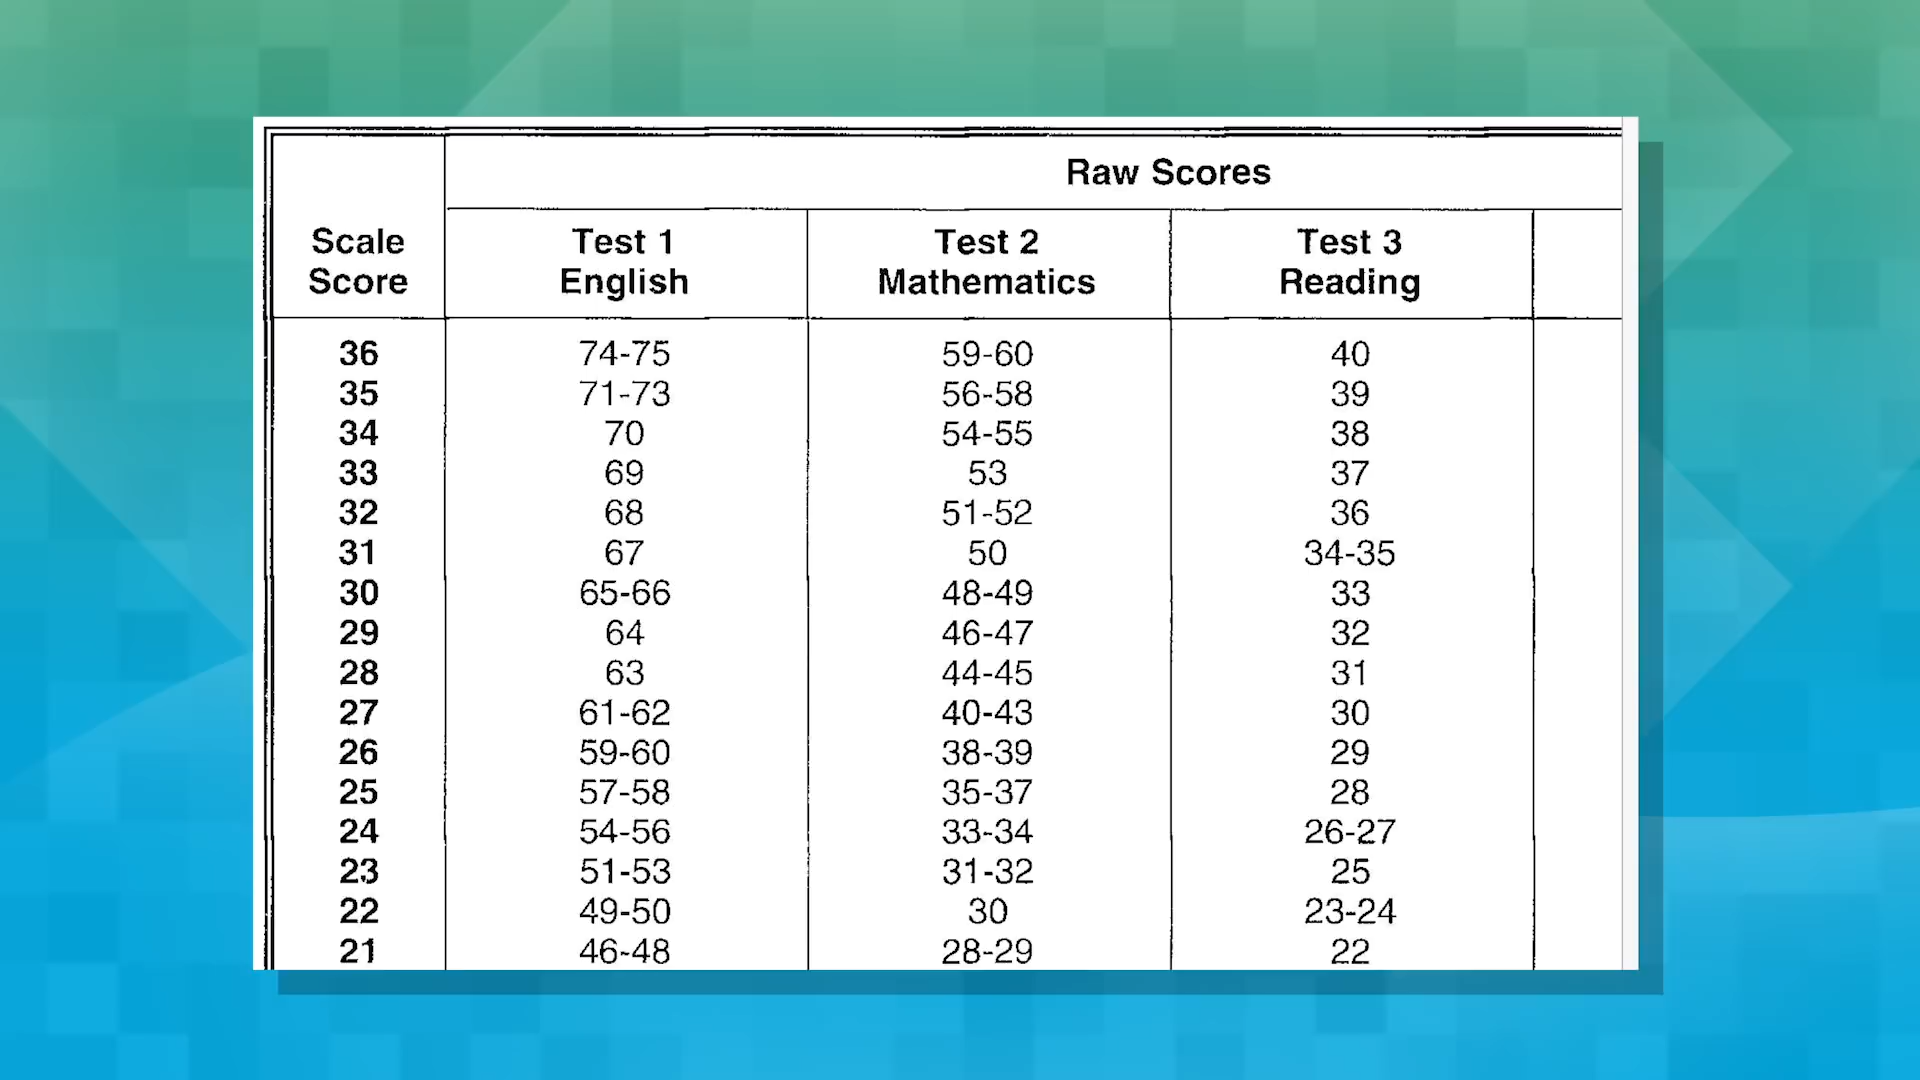 Raw Scores
Scale Score
Test 1 English
Test 2 Mathematics
Test 3 Reading
36 74-75 59-60 40
35 71-73 56-58 39
34 70 54-55 38
33 69 53 37
32 68 51-52 36
31 67 50 34-35
30 65-66 48-49 33
29 64 46-47 32
28 63 44-45 31
27 61-62 40-43 30
26 59-60 38-39 29
25 57-58 35-37 28
24 54-56 33-34 26-27
23 51-53 31-32 25
22 49-50 30 23-24
21 46-48 28-29 22